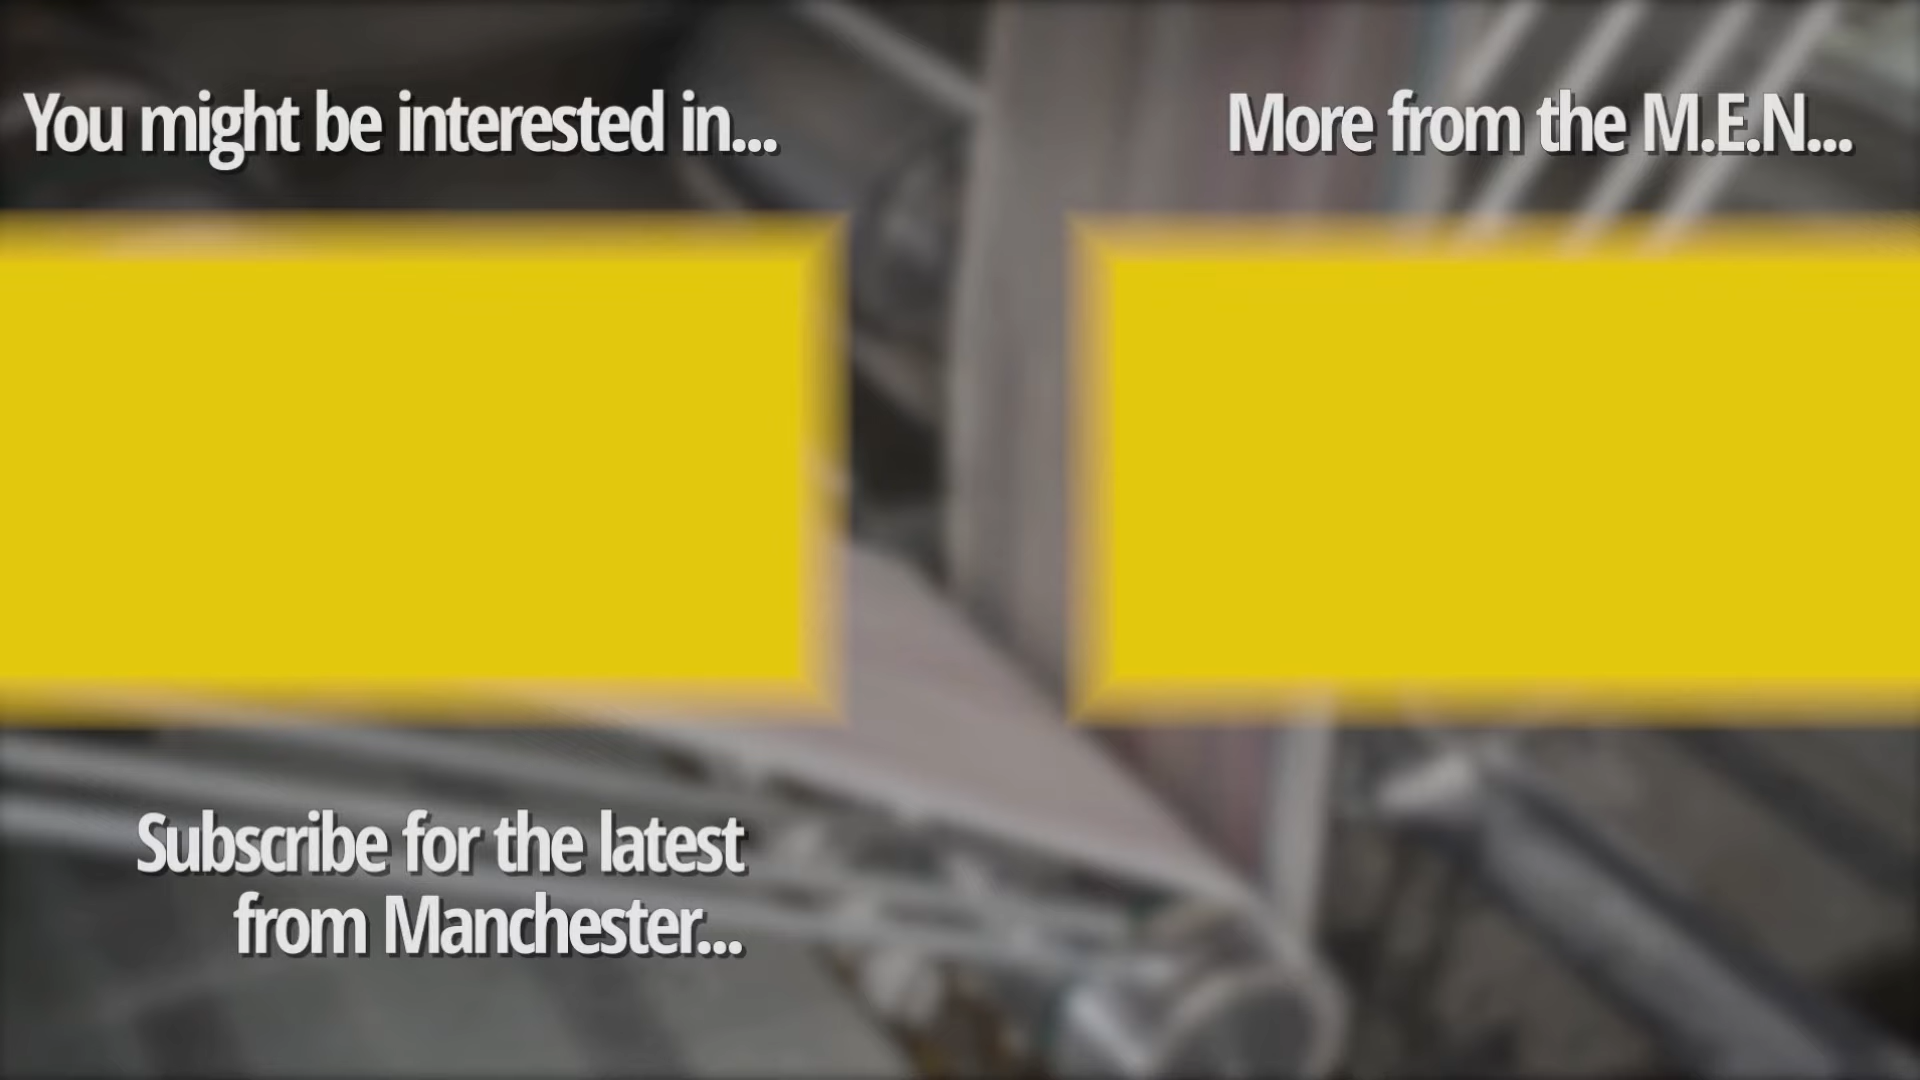 You might be interested in...
More from the M.E.N...
Subscribe for the latest
from Manchester...